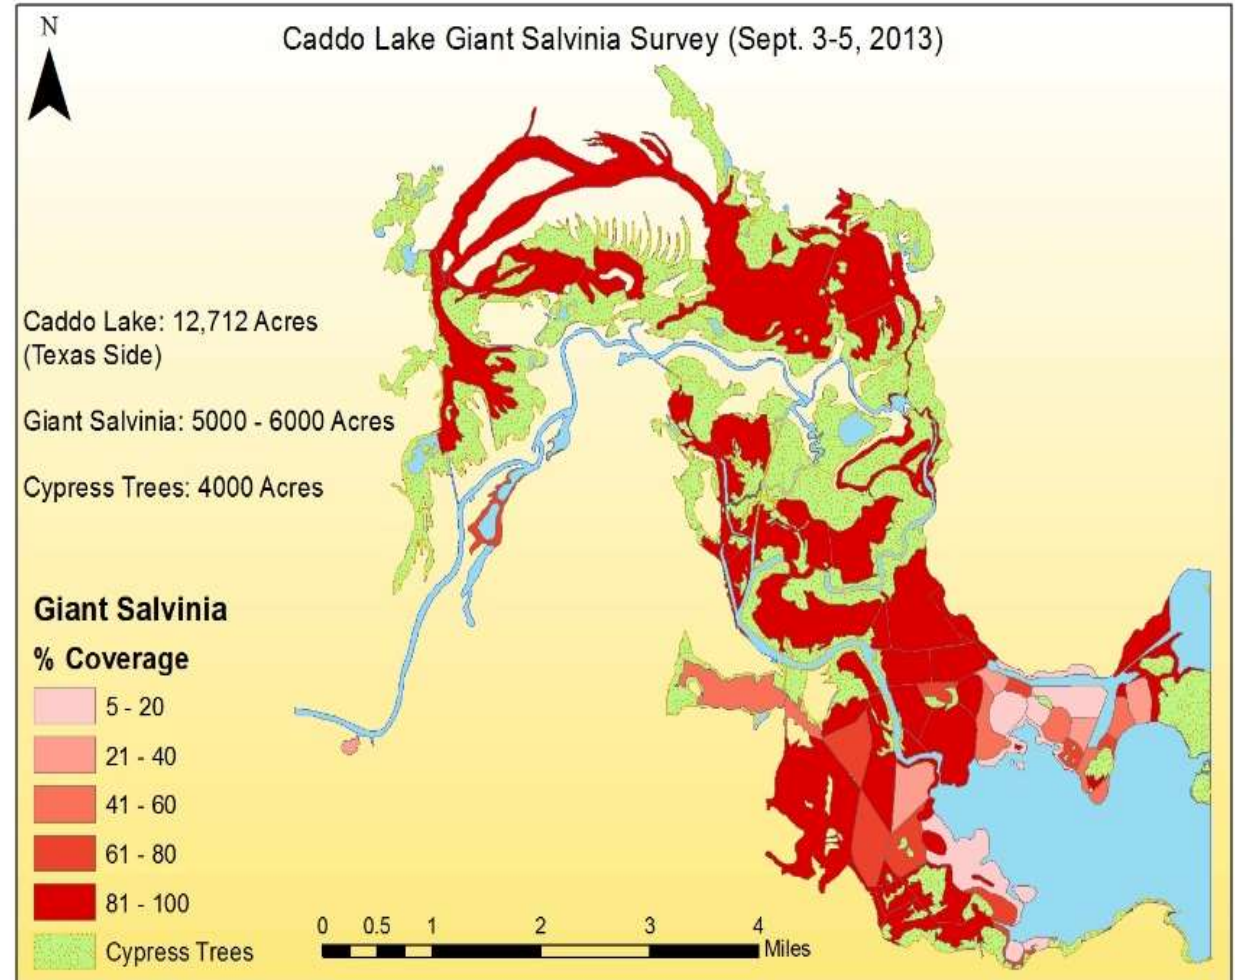 N
Caddo Lake Giant Salvinia Survey (Sept. 3-5, 2013)
Caddo Lake: 12,712 Acres
(Texas Side)
Giant Salvinia: 5000 - 6000 Acres
Cypress Trees: 4000 Acres
Giant Salvinia
% Coverage
5 - 20
21 - 40
41 - 60
61 - 80
81 - 100
Cypress Trees
0 0.5 1 2 3 4
Miles